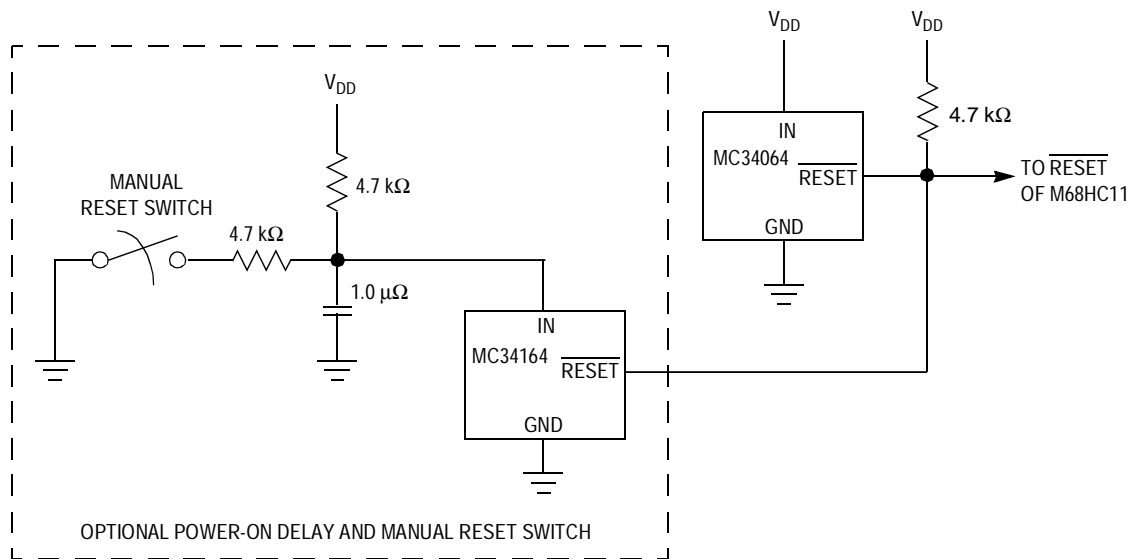 VDD
VDD
VDD
4.7 kΩ
IN
MC34064
RESET
GND
TO RESET
OF M68HC11
MANUAL
RESET SWITCH
4.7 kΩ
4.7 kΩ
1.0 μΩ
IN
MC34164
RESET
GND
OPTIONAL POWER-ON DELAY AND MANUAL RESET SWITCH